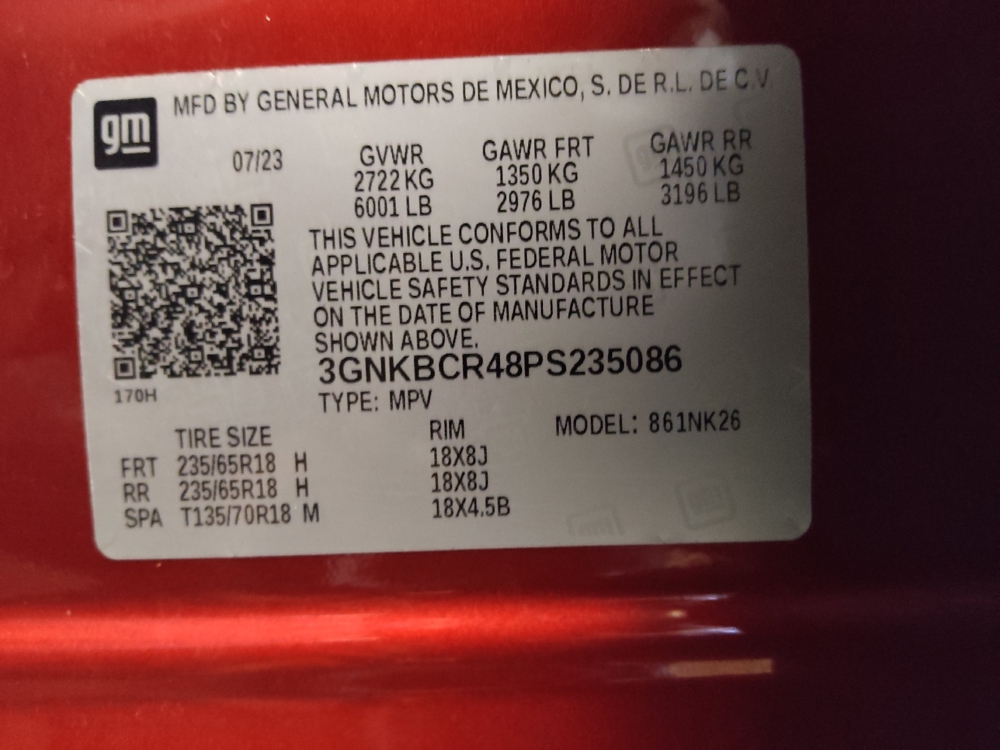 gm
MFD BY GENERAL MOTORS DE MEXICO, S. DE R.L. DE C.V.
07/23
GVWR GAWR FRT GAWR RR
2722 KG 1350 KG 1450 KG
6001 LB 2976 LB 3196 LB
THIS VEHICLE CONFORMS TO ALL
APPLICABLE U.S. FEDERAL MOTOR
VEHICLE SAFETY STANDARDS IN EFFECT
ON THE DATE OF MANUFACTURE
SHOWN ABOVE.
3GNKBCR48PS235086
170H
TYPE: MPV
TIRE SIZE RIM MODEL: 861NK26
FRT 235/65R18 H 18X8J
RR 235/65R18 H 18X8J
SPA T135/70R18 M 18X4.5B